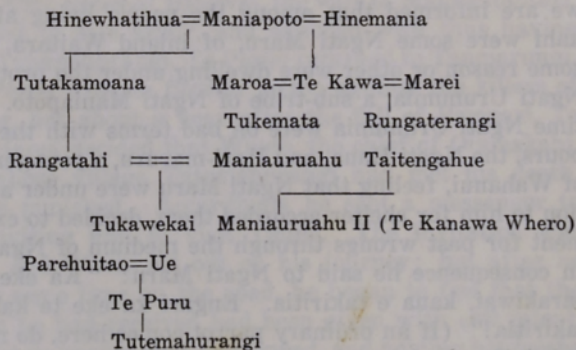 Hinewhatihua=Maniapoto=Hinemania
Tutakamoana Maroa=Te Kawa=Marei
Tukemata Rungaterangi
Rangatahi ==== Maniauruahu Taitengahue
Tukawekai Maniauruahu II (Te Kanawa Whero)
Parehuitao=Ue
Te Puru
Tutemahurangi